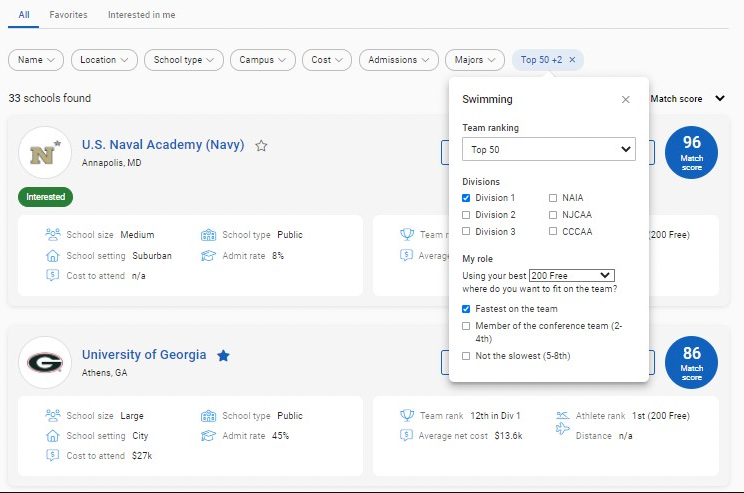 All Favorites Interested in me
Name Location School type Campus Cost Admissions Majors Top 50 +2 ×
33 schools found
Match score
Swimming ×
Team ranking
Top 50
Divisions
Division 1 NAIA
Division 2 NJCAA
Division 3 CCCAA
My role
Using your best 200 Free
where do you want to fit on the team?
Fastest on the team
Member of the conference team (2-
4th)
Not the slowest (5-8th)
N
U.S. Naval Academy (Navy)
Annapolis, MD
96
Match
score
Interested
School size Medium School type Public
School setting Suburban Admit rate 8%
Cost to attend n/a
Team r
(200 Free)
Average
G
University of Georgia
Athens, GA
86
Match
score
School size Large School type Public
School setting City Admit rate 45%
Cost to attend $27k
Team rank 12th in Div 1 Athlete rank 1st (200 Free)
Average net cost $13.6k Distance n/a